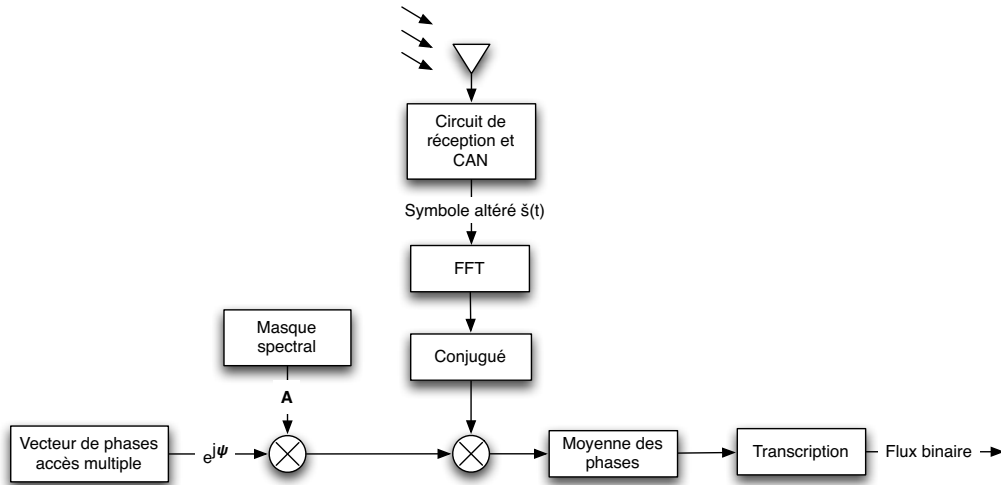 Circuit de
réception et
CAN
Symbole altéré š(t)
FFT
Masque
spectral
Conjugué
A
Vecteur de phases
accès multiple
e^jψ
Moyenne des
phases
Transcription
Flux binaire